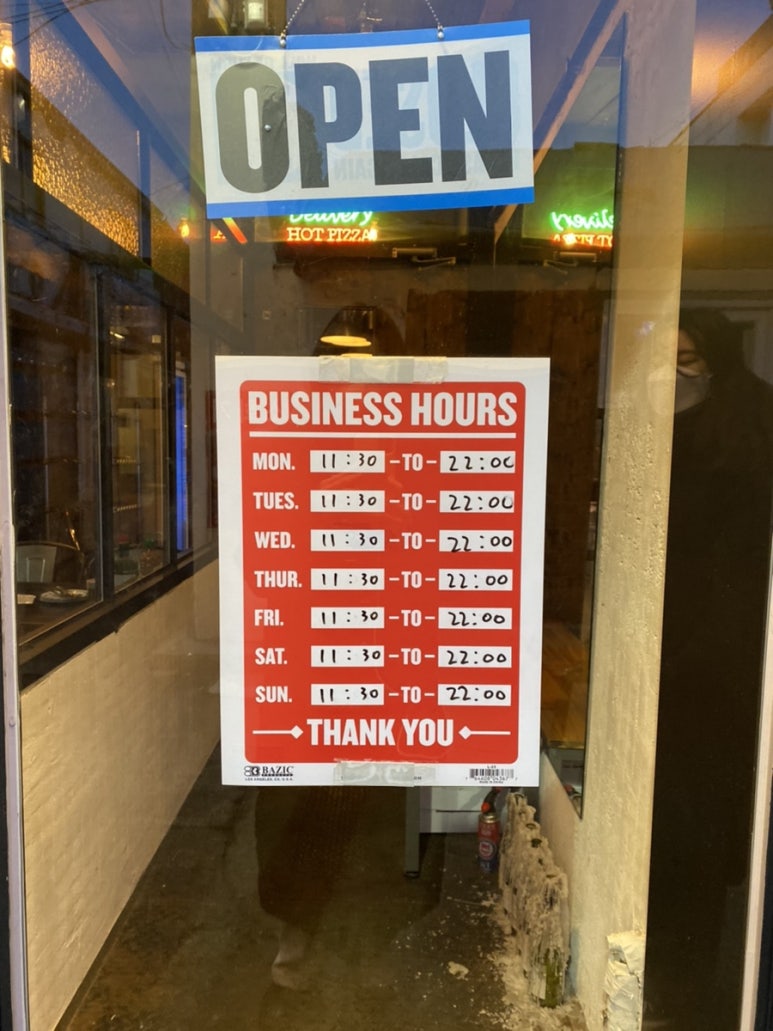 OPEN
Delivery
HOT PIZZA
BUSINESS HOURS
MON. 11:30 -TO- 22:00
TUES. 11:30 -TO- 22:00
WED. 11:30 -TO- 22:00
THUR. 11:30 -TO- 22:00
FRI. 11:30 -TO- 22:00
SAT. 11:30 -TO- 22:00
SUN. 11:30 -TO- 22:00
THANK YOU
BAZIC
LOS ANGELES, CA, U.S.A.